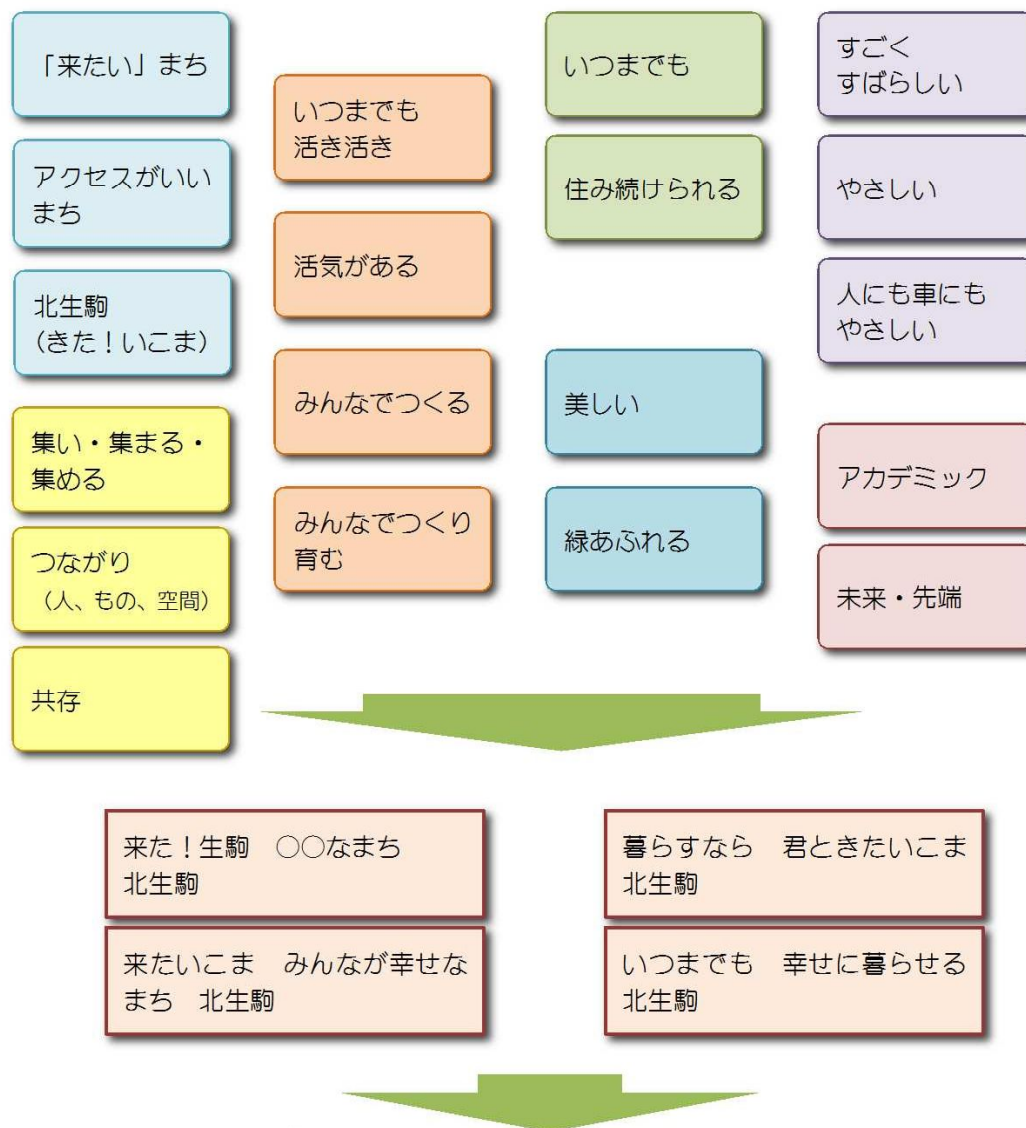 「来たい」まち
アクセスがいい
まち
北生駒
(きた!いこま)
集い・集まる・
集める
つながり
(人、もの、空間)
共存
いつまでも
活き活き
活気がある
みんなでつくる
みんなでつくり
育む
いつまでも
住み続けられる
美しい
緑あふれる
すごく
すばらしい
やさしい
人にも車にも
やさしい
アカデミック
未来・先端
来た!生駒　○○なまち
北生駒
来たいこま　みんなが幸せな
まち　北生駒
暮らすなら　君ときたいこま
北生駒
いつまでも　幸せに暮らせる
北生駒